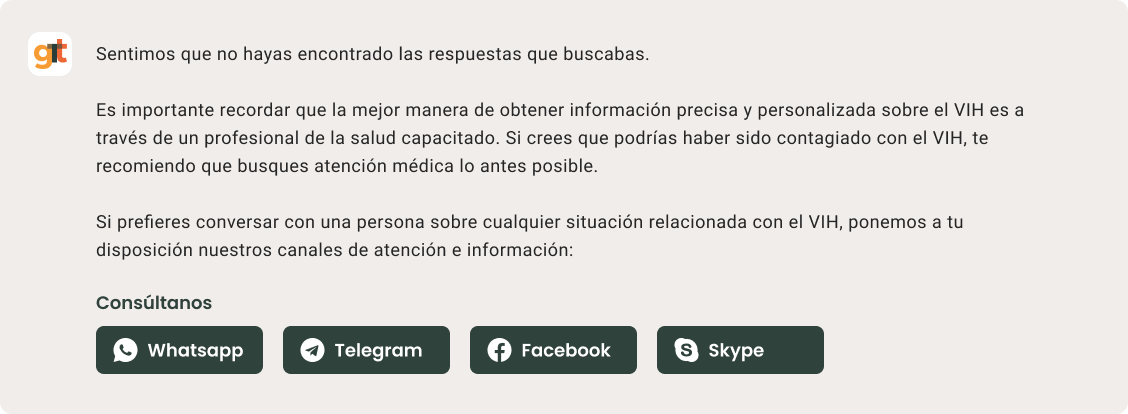 gtt
Sentimos que no hayas encontrado las respuestas que buscabas.
Es importante recordar que la mejor manera de obtener información precisa y personalizada sobre el VIH es a
través de un profesional de la salud capacitado. Si crees que podrías haber sido contagiado con el VIH, te
recomiendo que busques atención médica lo antes posible.
Si prefieres conversar con una persona sobre cualquier situación relacionada con el VIH, ponemos a tu
disposición nuestros canales de atención e información:
Consúltanos
Whatsapp
Telegram
Facebook
Skype